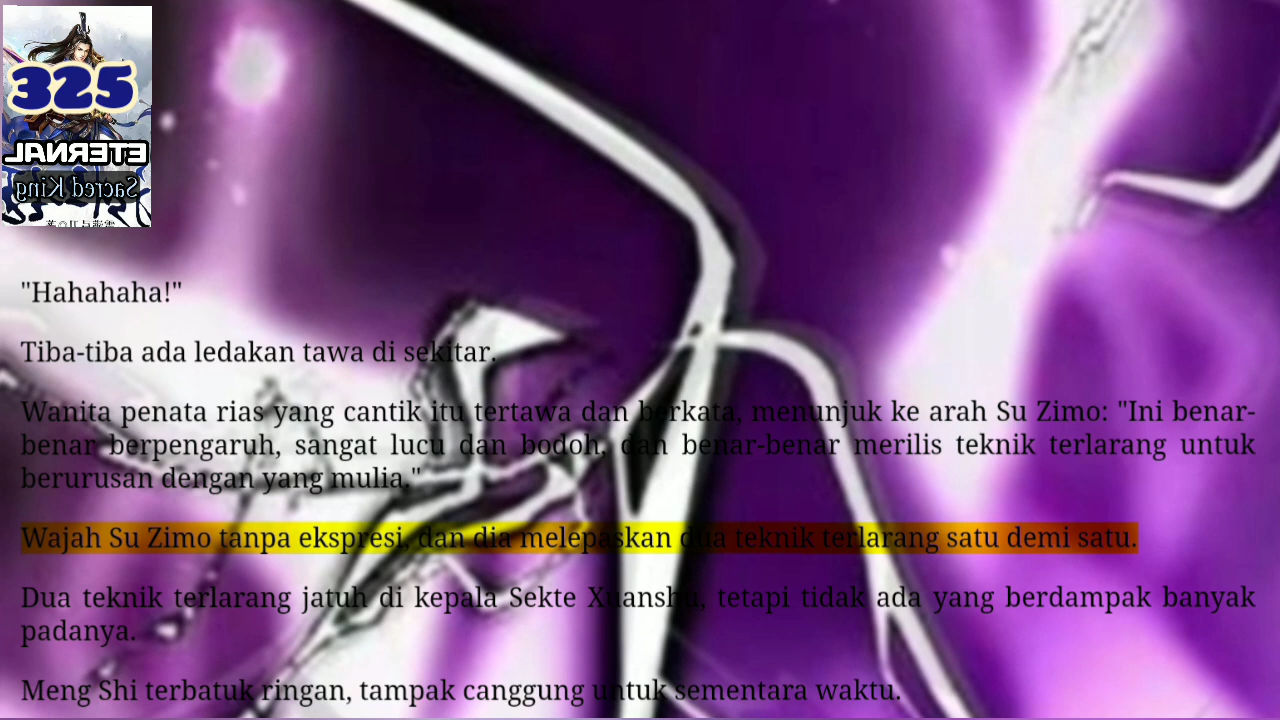 325
ETERNAL
Sacred King
"Hahahaha!"
Tiba-tiba ada ledakan tawa di sekitar.
Wanita penata rias yang cantik itu tertawa dan berkata, menunjuk ke arah Su Zimo: "Ini benar-
benar berpengaruh, sangat lucu dan bodoh, dan benar-benar merilis teknik terlarang untuk
berurusan dengan yang mulia."
Wajah Su Zimo tanpa ekspresi, dan dia melepaskan dua teknik terlarang satu demi satu.
Dua teknik terlarang jatuh di kepala Sekte Xuanshu, tetapi tidak ada yang berdampak banyak
padanya.
Meng Shi terbatuk ringan, tampak canggung untuk sementara waktu.